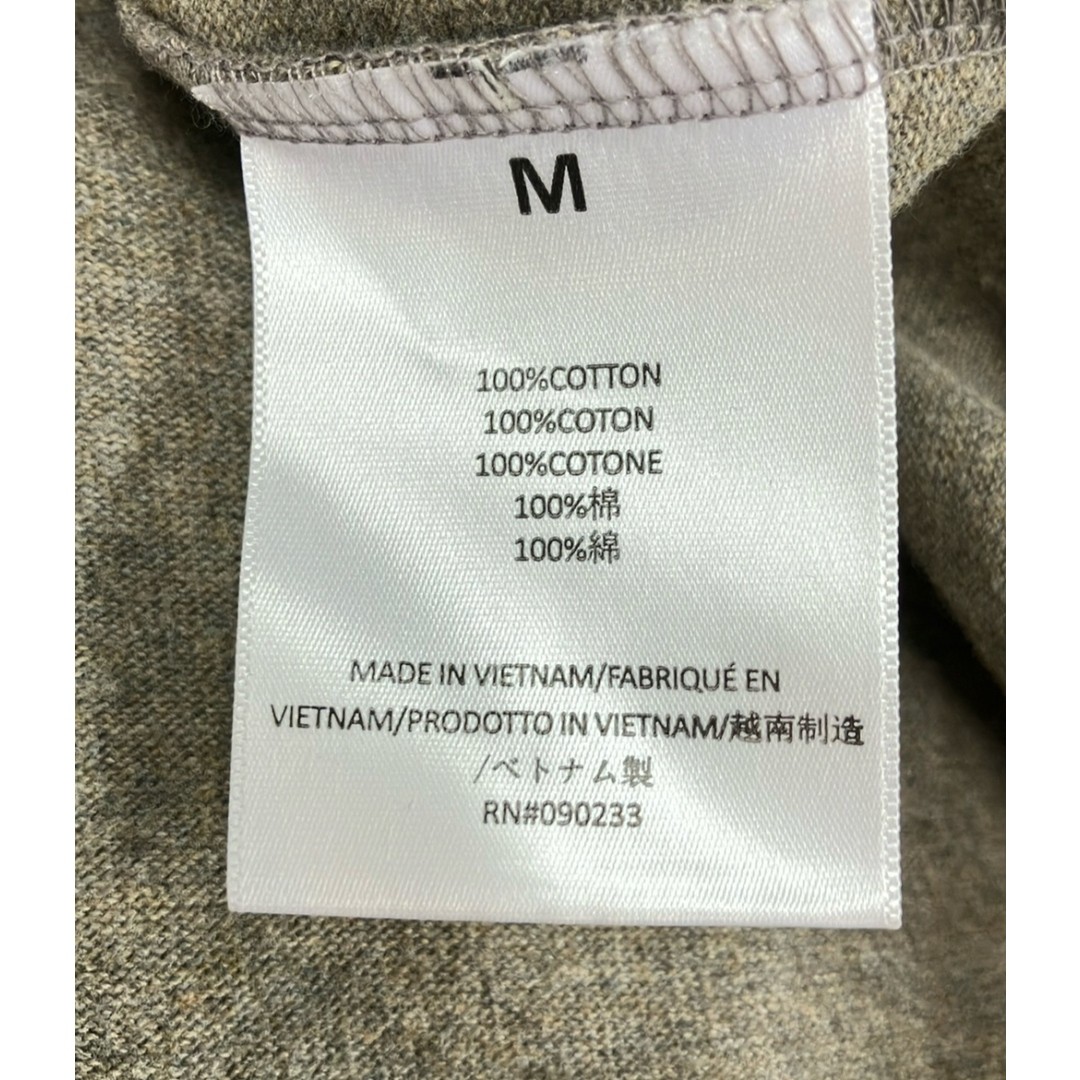 M
100%COTTON
100%COTON
100%COTONE
100%棉
100%綿
MADE IN VIETNAM/FABRIQUÉ EN
VIETNAM/PRODOTTO IN VIETNAM/越南制造
/ベトナム製
RN#090233